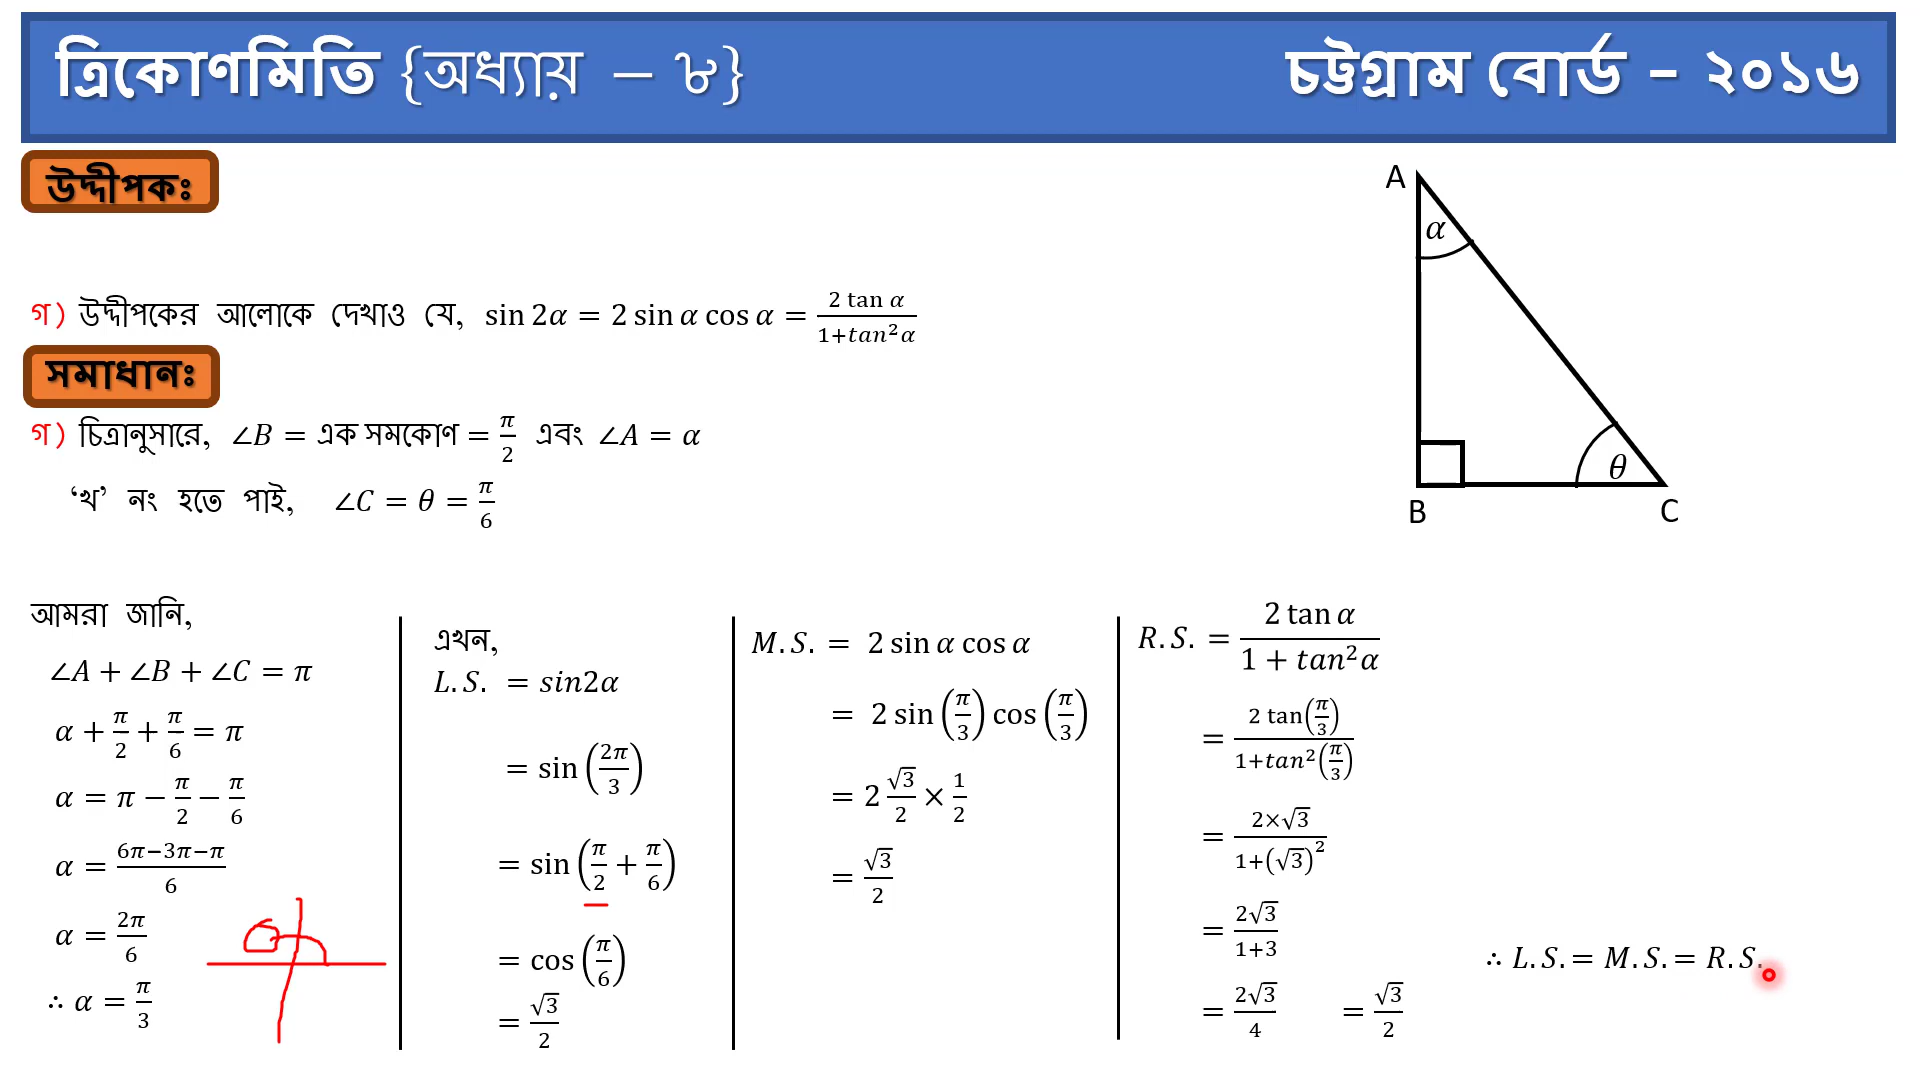 ত্রিকোণমিতি {অধ্যায় – ৮}
চট্টগ্রাম বোর্ড – ২০১৬
উদ্দীপকঃ
A
α
θ
B
C
গ) উদ্দীপকের আলোকে দেখাও যে, sin 2α = 2 sin α cos α = 2 tan α / 1+tan²α
সমাধানঃ
গ) চিত্রানুসারে, ∠B = এক সমকোণ = π/2 এবং ∠A = α
‘খ’ নং হতে পাই, ∠C = θ = π/6
আমরা জানি,
∠A + ∠B + ∠C = π
α + π/2 + π/6 = π
α = π − π/2 − π/6
α = 6π−3π−π / 6
α = 2π/6
∴ α = π/3
এখন,
L.S. = sin2α
= sin (2π/3)
= sin (π/2 + π/6)
= cos (π/6)
= √3/2
M.S. = 2 sin α cos α
= 2 sin (π/3) cos (π/3)
= 2 √3/2 × 1/2
= √3/2
R.S. = 2 tan α / 1 + tan²α
= 2 tan(π/3) / 1+tan²(π/3)
= 2×√3 / 1+(√3)²
= 2√3 / 1+3
= 2√3/4 = √3/2
∴ L.S. = M.S. = R.S.